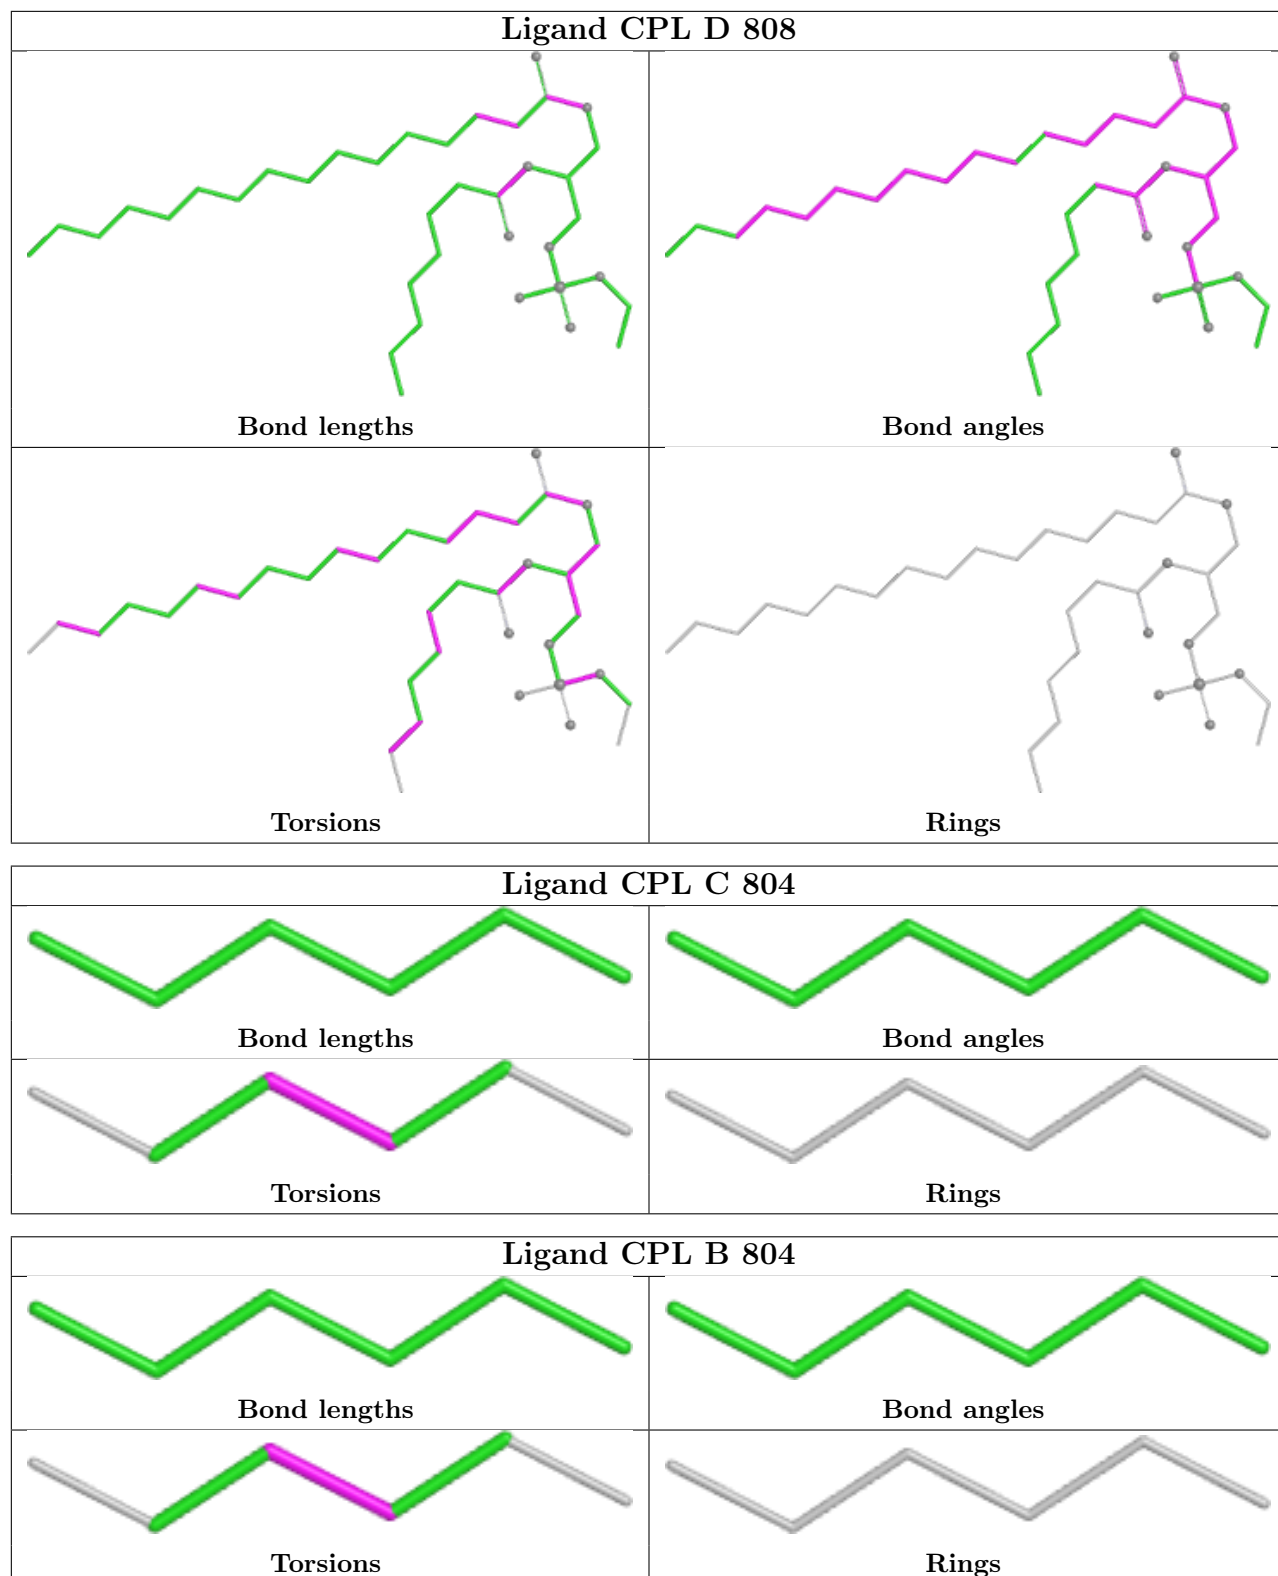 Ligand CPL D 808
Bond lengths
Bond angles
Torsions
Rings
Ligand CPL C 804
Bond lengths
Bond angles
Torsions
Rings
Ligand CPL B 804
Bond lengths
Bond angles
Torsions
Rings